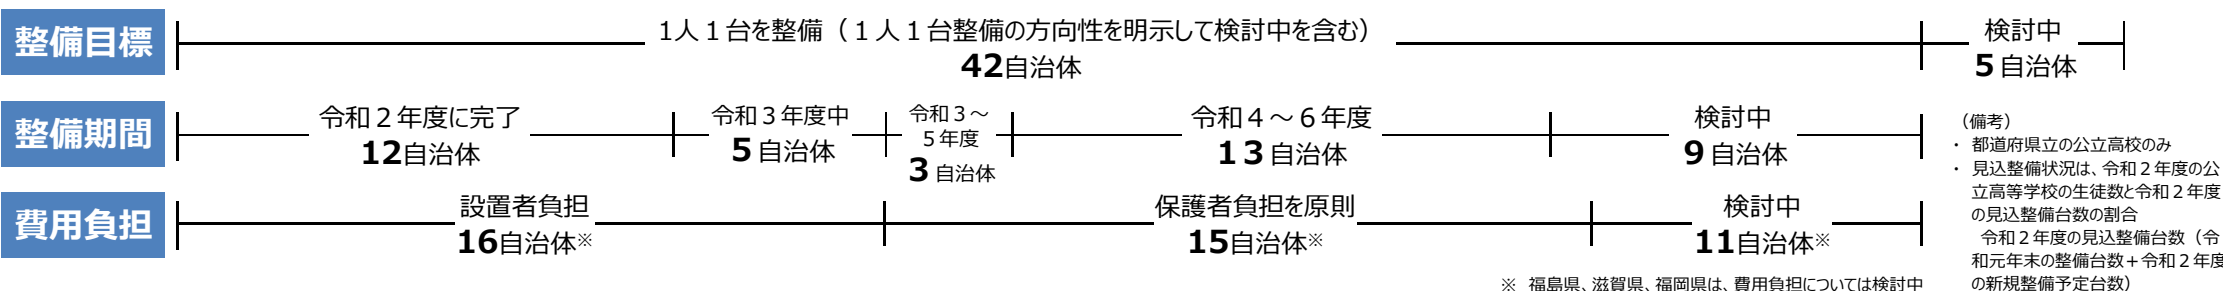 整備目標
1人1台を整備（1人1台整備の方向性を明示して検討中を含む）
42自治体
検討中
5自治体
整備期間
令和2年度に完了
12自治体
令和3年度中
5自治体
令和3～
5年度
3自治体
令和4～6年度
13自治体
検討中
9自治体
費用負担
設置者負担
16自治体※
保護者負担を原則
15自治体※
検討中
11自治体※
※ 福島県、滋賀県、福岡県は、費用負担については検討中
（備考）
・ 都道府県立の公立高校のみ
・ 見込整備状況は、令和2年度の公
立高等学校の生徒数と令和2年度
の見込整備台数の割合
令和2年度の見込整備台数（令
和元年末の整備台数＋令和2年度
の新規整備予定台数）